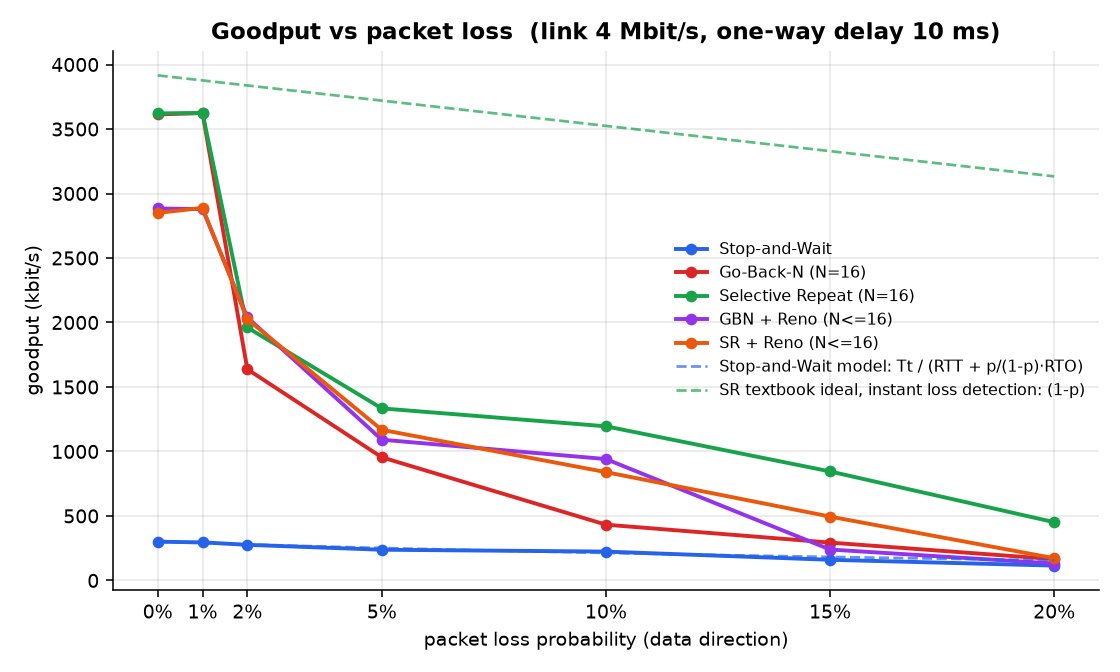 Goodput vs packet loss  (link 4 Mbit/s, one-way delay 10 ms)
goodput (kbit/s)
4000
3500
3000
2500
2000
1500
1000
500
0
Stop-and-Wait
Go-Back-N (N=16)
Selective Repeat (N=16)
GBN + Reno (N<=16)
SR + Reno (N<=16)
Stop-and-Wait model: Tt / (RTT + p/(1-p)·RTO)
SR textbook ideal, instant loss detection: (1-p)
0% 1% 2% 5% 10% 15% 20%
packet loss probability (data direction)